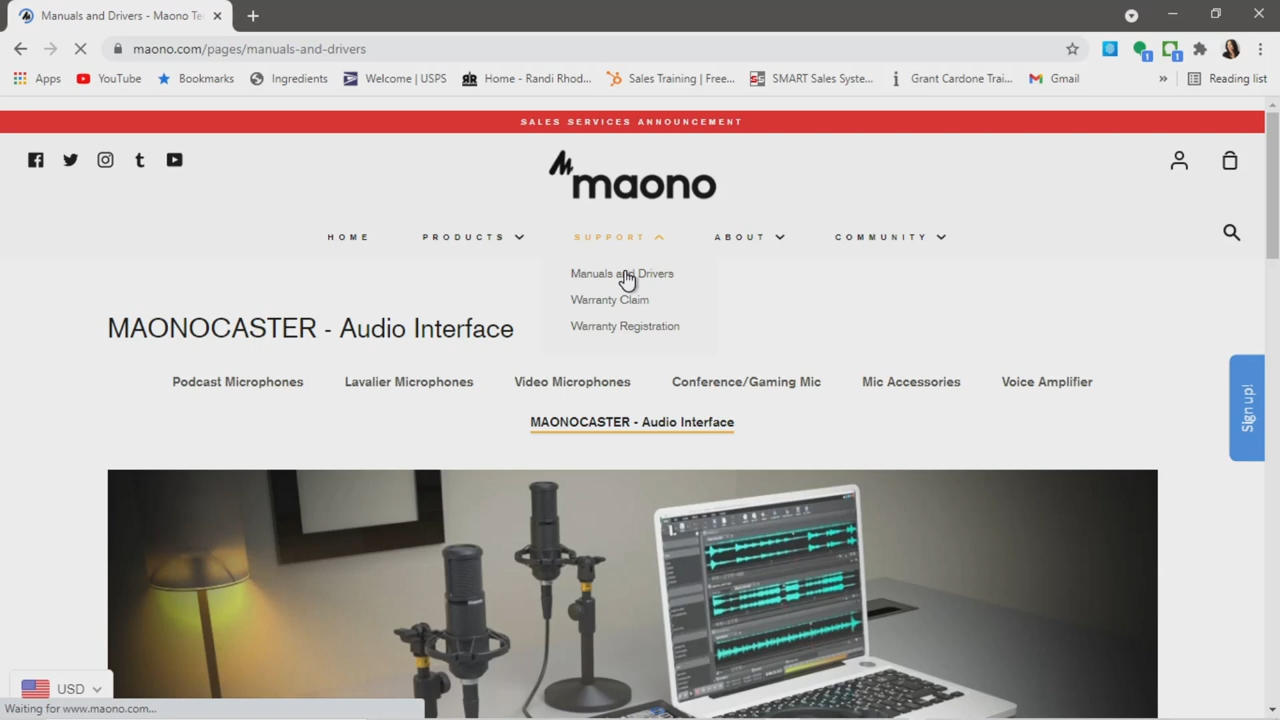 Manuals and Drivers - Maono Te
maono.com/pages/manuals-and-drivers
Apps YouTube Bookmarks Ingredients Welcome | USPS Home - Randi Rhod... Sales Training | Free... SMART Sales Syste... Grant Cardone Trai... Gmail » Reading list
SALES SERVICES ANNOUNCEMENT
maono
HOME PRODUCTS SUPPORT ABOUT COMMUNITY
Manuals and Drivers
Warranty Claim
Warranty Registration
MAONOCASTER - Audio Interface
Podcast Microphones Lavalier Microphones Video Microphones Conference/Gaming Mic Mic Accessories Voice Amplifier
MAONOCASTER - Audio Interface
Sign up!
USD
Waiting for www.maono.com...